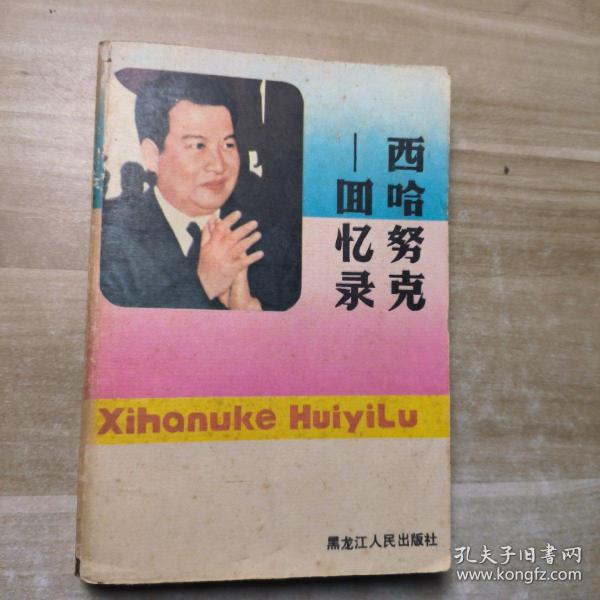 西哈努克
—回忆录
Xihanuke HuiyiLu
黑龙江人民出版社
孔夫子旧书网
www.kongfz.com